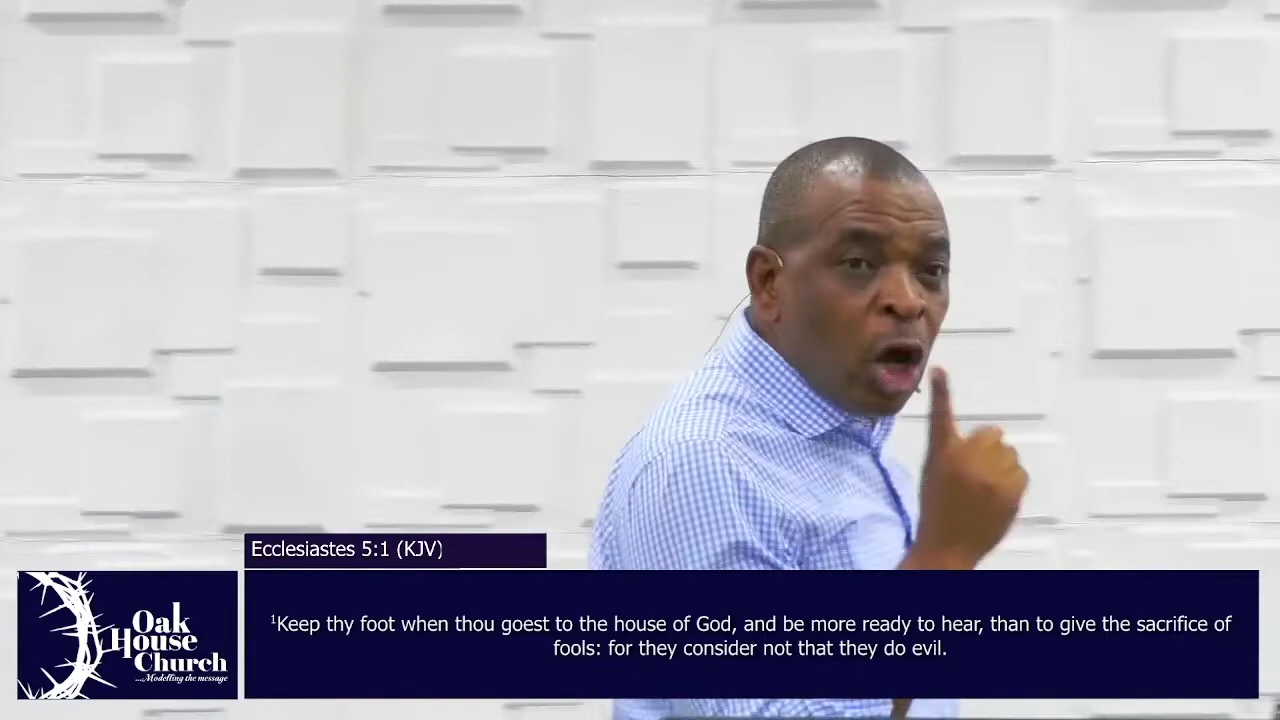 Ecclesiastes 5:1 (KJV)
¹Keep thy foot when thou goest to the house of God, and be more ready to hear, than to give the sacrifice of
fools: for they consider not that they do evil.
Oak
House
Church
...Modelling the message